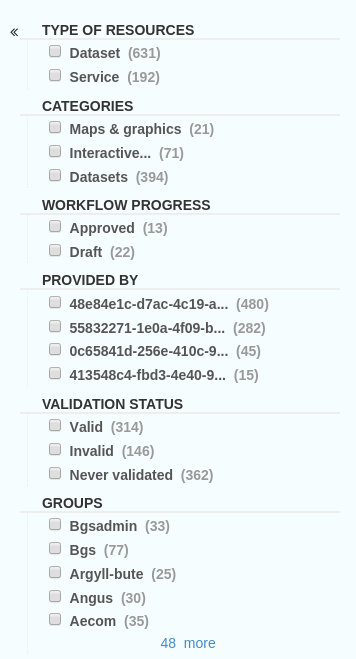 «
TYPE OF RESOURCES
Dataset (631)
Service (192)
CATEGORIES
Maps & graphics (21)
Interactive... (71)
Datasets (394)
WORKFLOW PROGRESS
Approved (13)
Draft (22)
PROVIDED BY
48e84e1c-d7ac-4c19-a... (480)
55832271-1e0a-4f09-b... (282)
0c65841d-256e-410c-9... (45)
413548c4-fbd3-4e40-9... (15)
VALIDATION STATUS
Valid (314)
Invalid (146)
Never validated (362)
GROUPS
Bgsadmin (33)
Bgs (77)
Argyll-bute (25)
Angus (30)
Aecom (35)
48 more